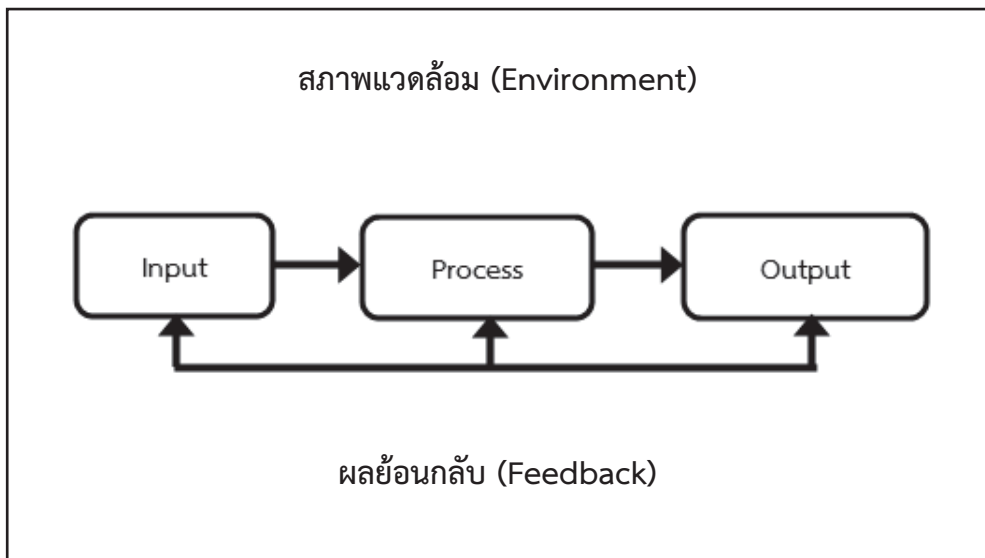 สภาพแวดล้อม (Environment)
Input
Process
Output
ผลย้อนกลับ (Feedback)